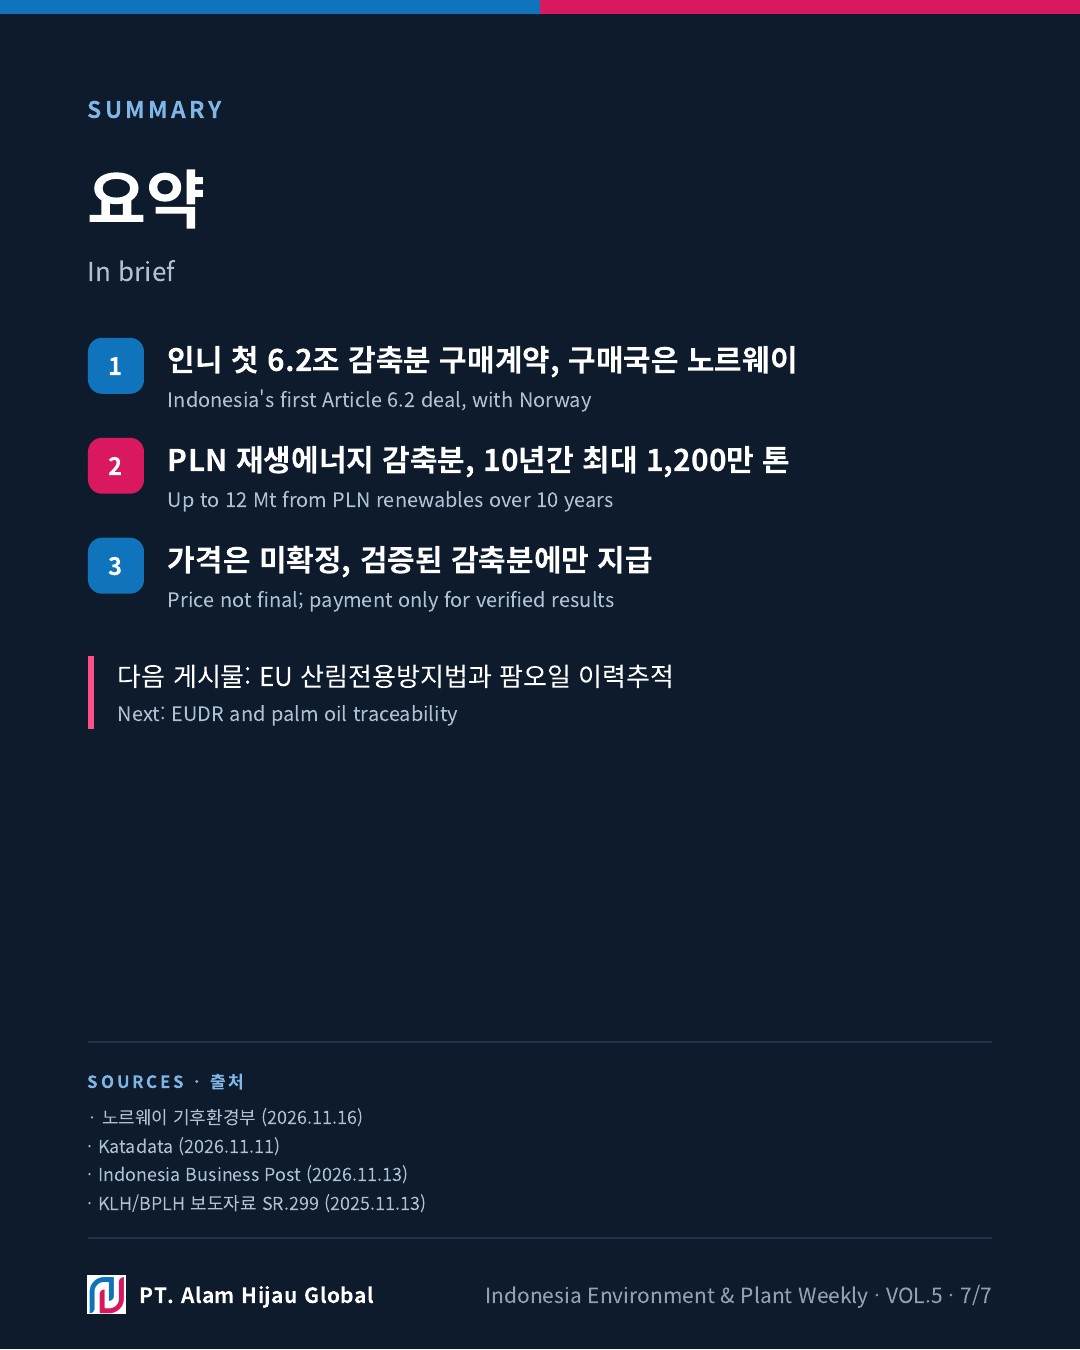 SUMMARY
요약
In brief
1
인니 첫 6.2조 감축분 구매계약, 구매국은 노르웨이
Indonesia's first Article 6.2 deal, with Norway
2
PLN 재생에너지 감축분, 10년간 최대 1,200만 톤
Up to 12 Mt from PLN renewables over 10 years
3
가격은 미확정, 검증된 감축분에만 지급
Price not final; payment only for verified results
다음 게시물: EU 산림전용방지법과 팜오일 이력추적
Next: EUDR and palm oil traceability
SOURCES · 출처
· 노르웨이 기후환경부 (2026.11.16)
· Katadata (2026.11.11)
· Indonesia Business Post (2026.11.13)
· KLH/BPLH 보도자료 SR.299 (2025.11.13)
PT. Alam Hijau Global
Indonesia Environment & Plant Weekly · VOL.5 · 7/7